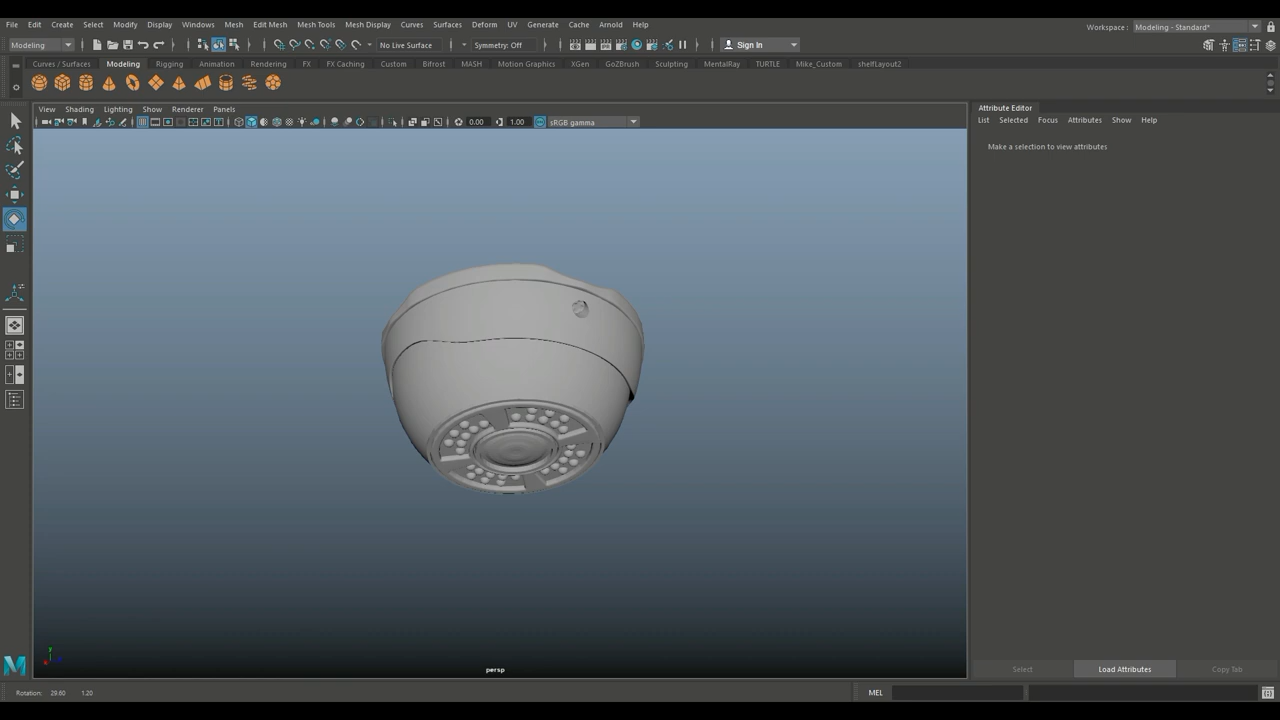 File Edit Create Select Modify Display Windows Mesh Edit Mesh Mesh Tools Mesh Display Curves Surfaces Deform UV Generate Cache Arnold Help
Workspace : Modeling - Standard*
Modeling No Live Surface Symmetry: Off Sign In
Curves / Surfaces Modeling Rigging Animation Rendering FX FX Caching Custom Bifrost MASH Motion Graphics XGen GoZBrush Sculpting MentalRay TURTLE Mike_Custom shelfLayout2
View Shading Lighting Show Renderer Panels
Attribute Editor
0.00 1.00 sRGB gamma
List Selected Focus Attributes Show Help
Make a selection to view attributes
y
persp
Select Load Attributes Copy Tab
Rotation: 29.60 1.20
MEL